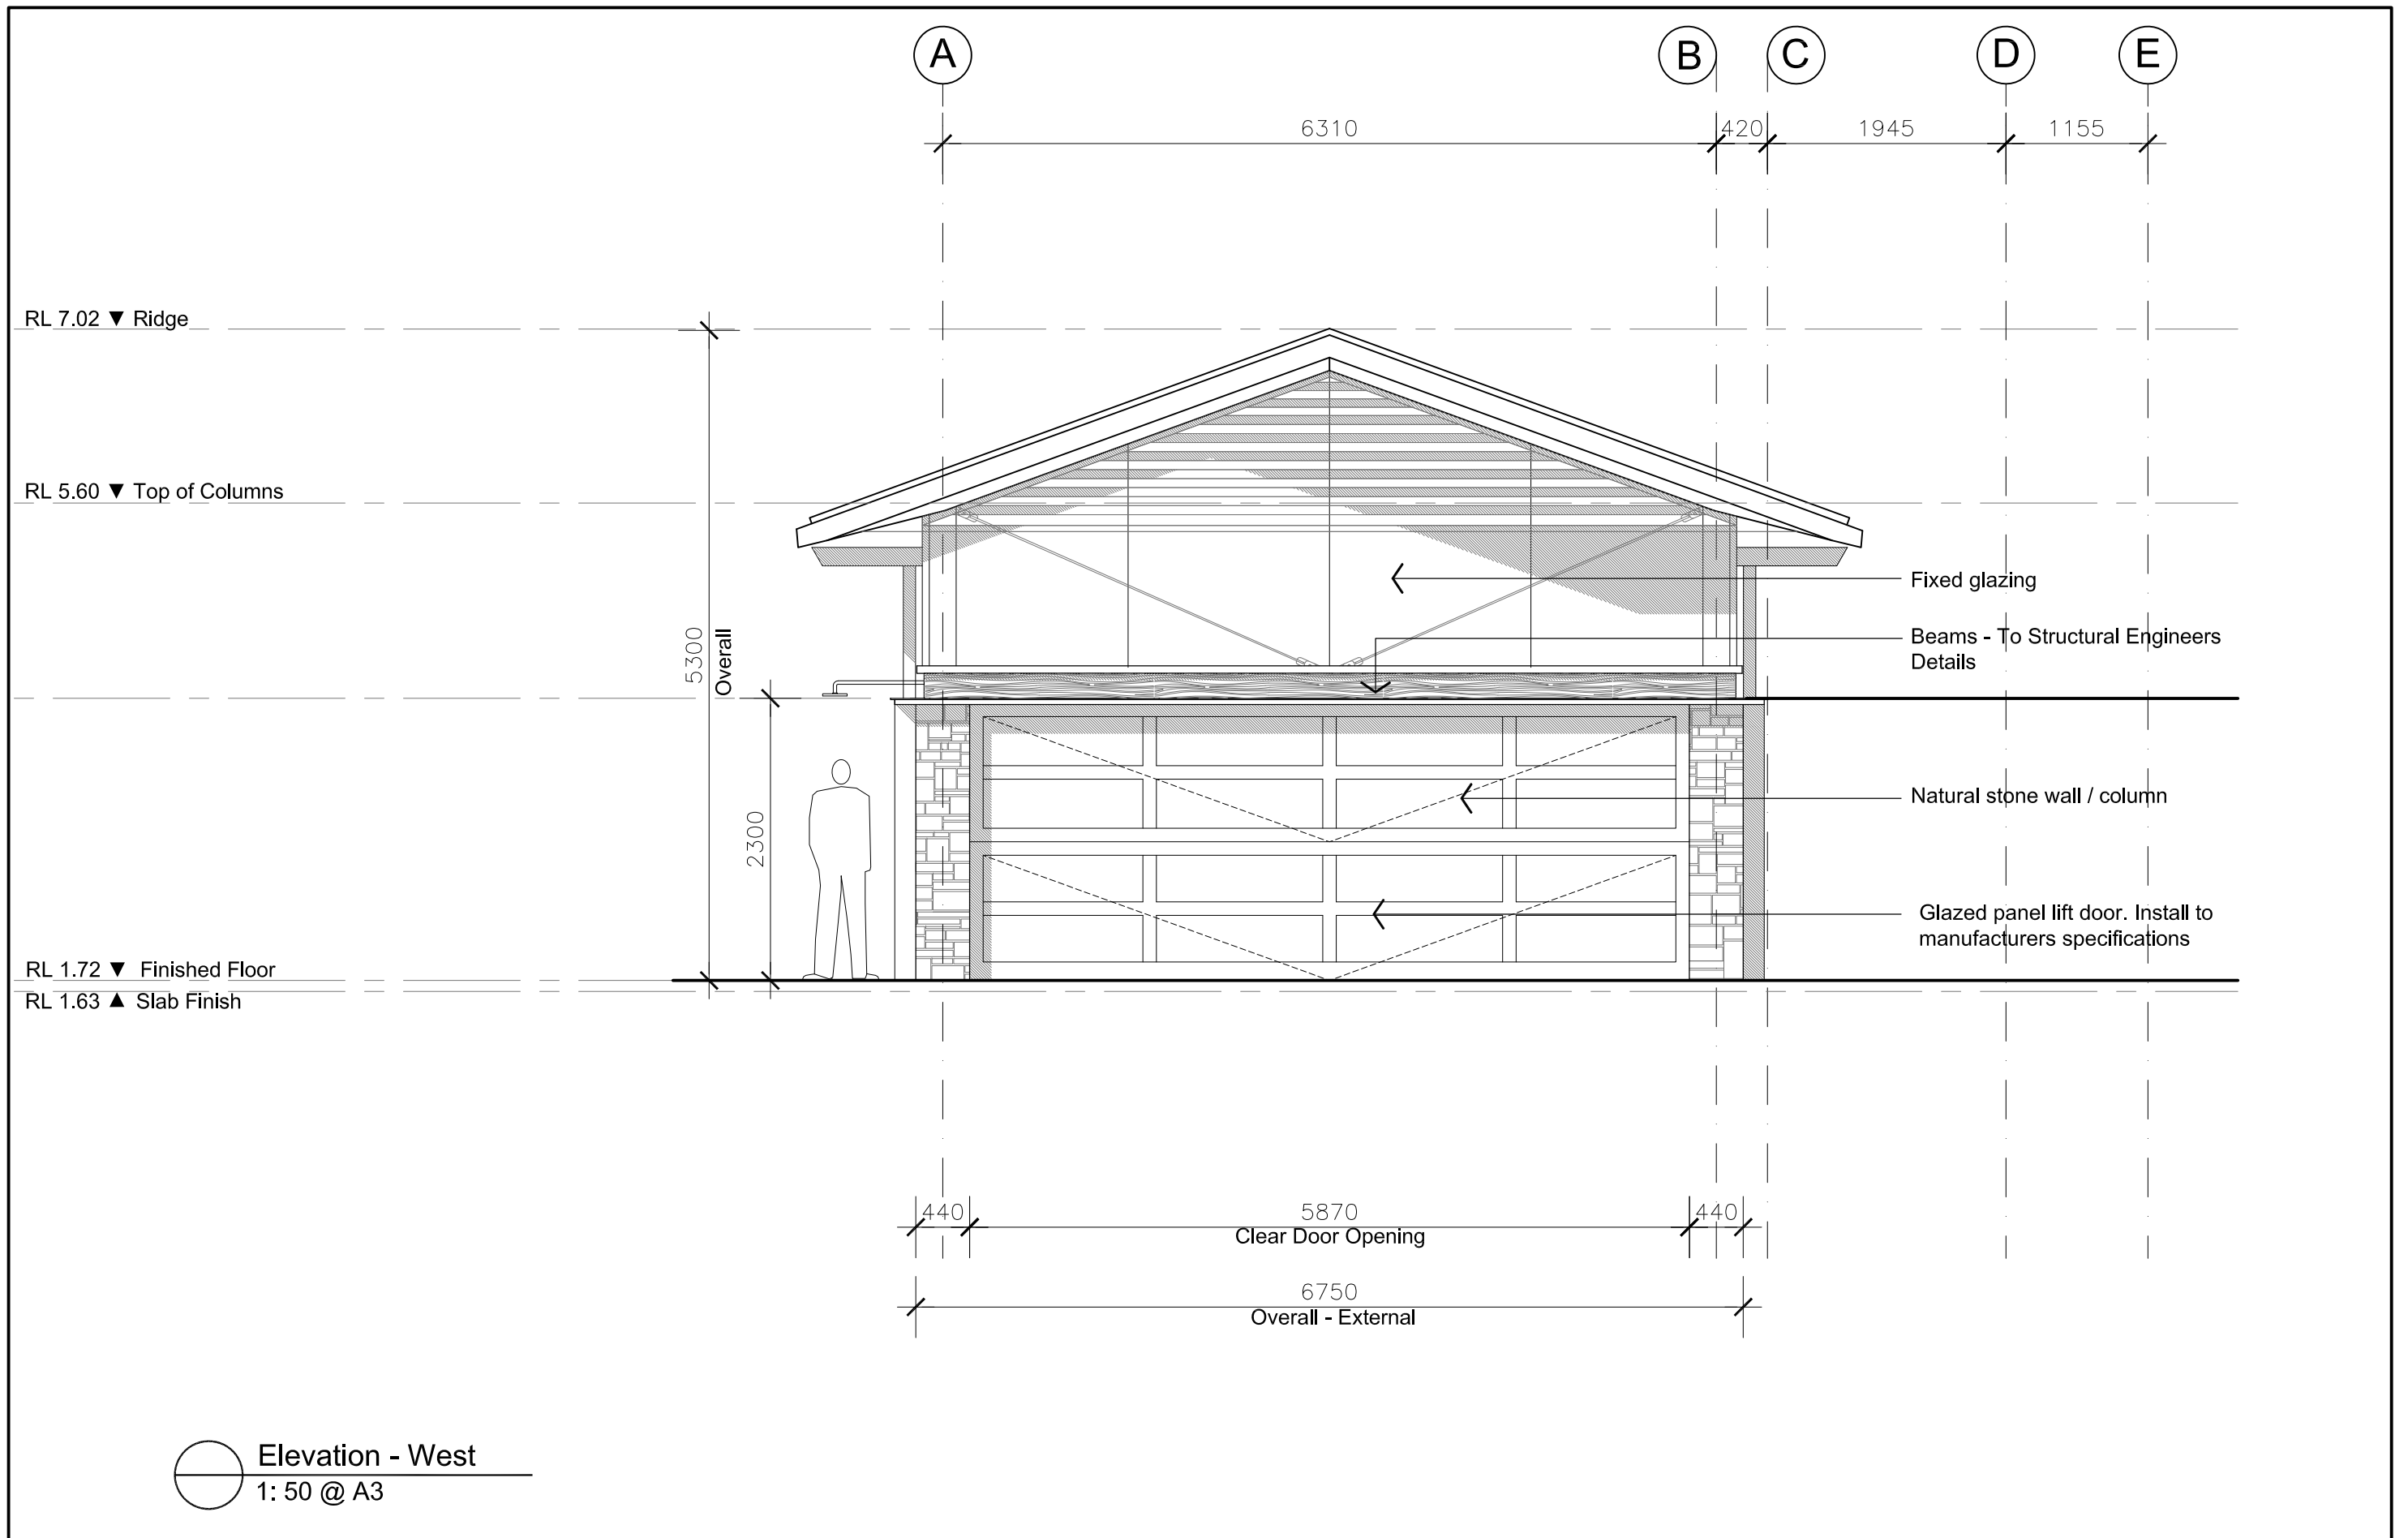 A
B
C
D
E
6310
420
1945
1155
RL 7.02 ▼ Ridge
RL 5.60 ▼ Top of Columns
5300
Overall
Fixed glazing
Beams - To Structural Engineers
Details
2300
Natural stone wall / column
Glazed panel lift door. Install to
manufacturers specifications
RL 1.72 ▼ Finished Floor
RL 1.63 ▲ Slab Finish
440
5870
440
Clear Door Opening
6750
Overall - External
Elevation - West
1: 50 @ A3